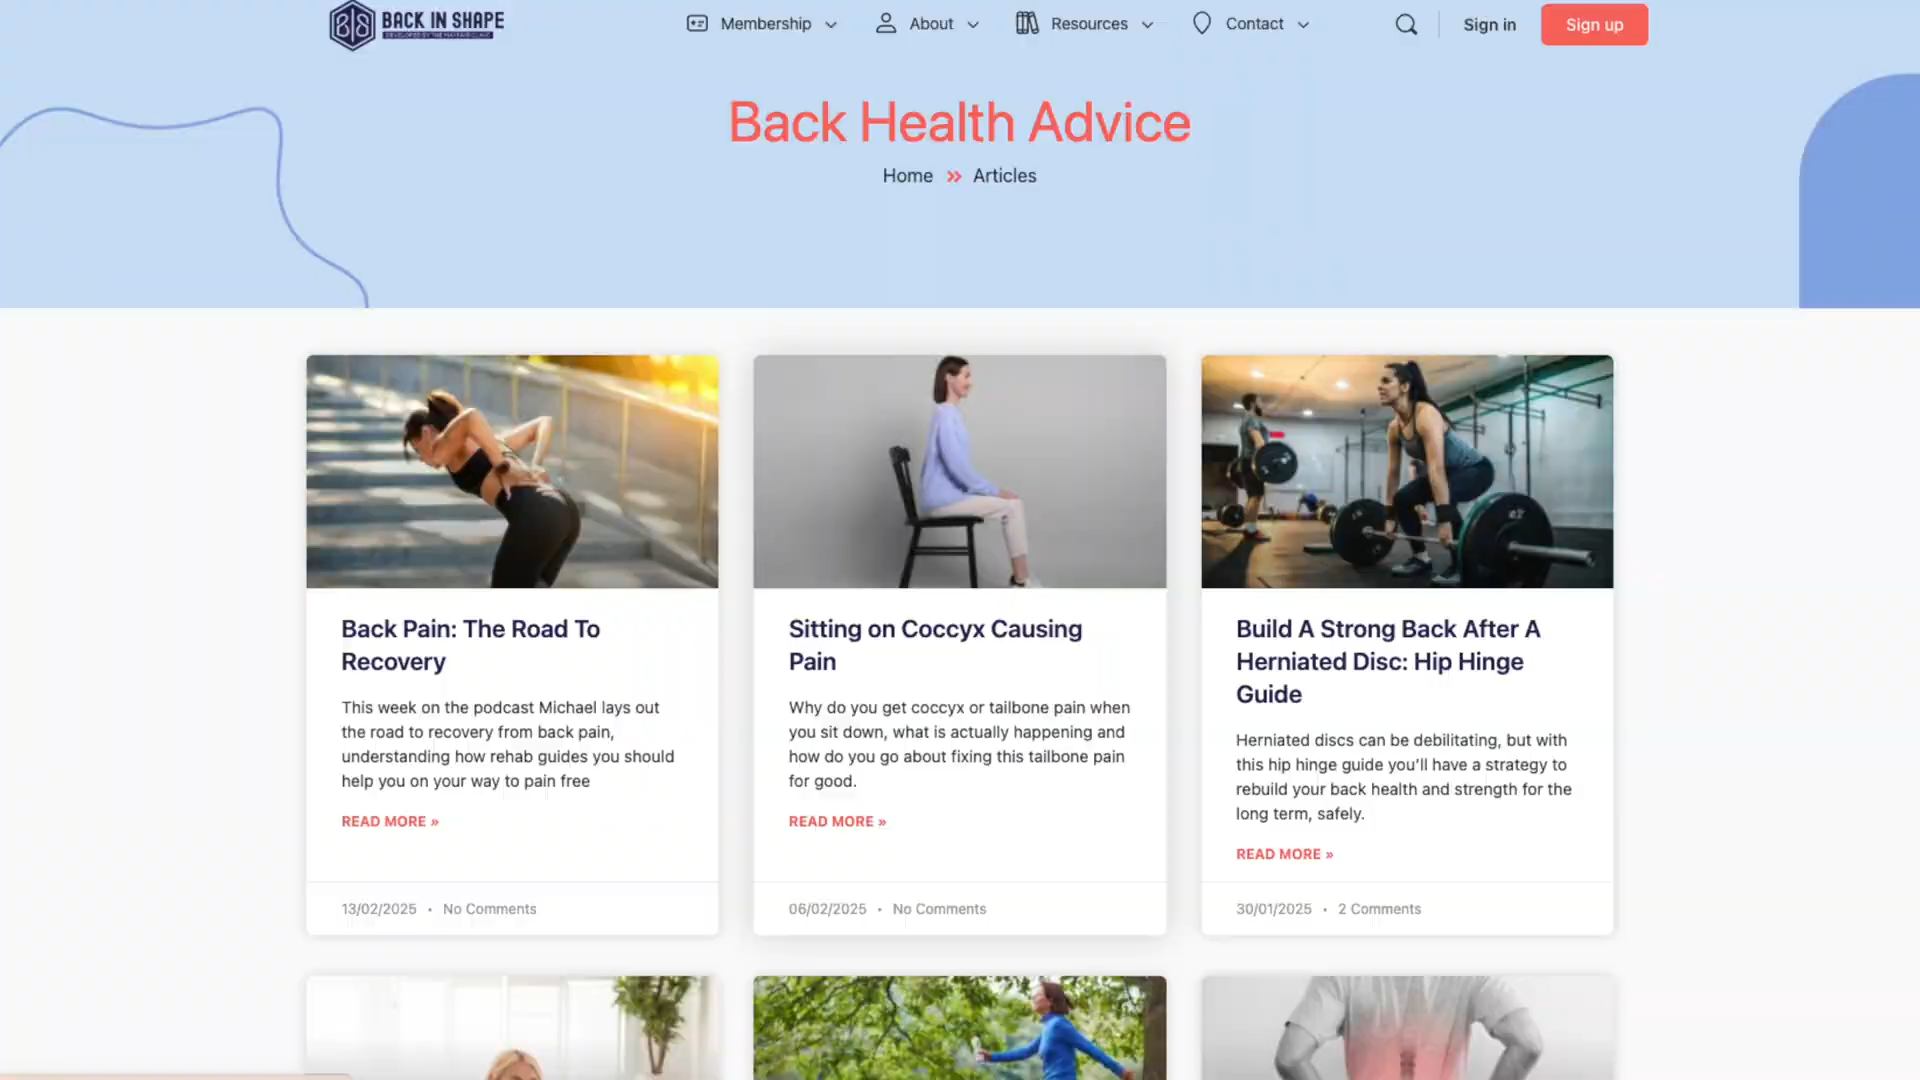 BACK IN SHAPE
DEVELOPED BY THE MAYFAIR CLINIC
Membership
About
Resources
Contact
Sign in
Sign up
Back Health Advice
Home » Articles
Back Pain: The Road To
Recovery
This week on the podcast Michael lays out
the road to recovery from back pain,
understanding how rehab guides you should
help you on your way to pain free
READ MORE »
13/02/2025 • No Comments
Sitting on Coccyx Causing
Pain
Why do you get coccyx or tailbone pain when
you sit down, what is actually happening and
how do you go about fixing this tailbone pain
for good.
READ MORE »
06/02/2025 • No Comments
Build A Strong Back After A
Herniated Disc: Hip Hinge
Guide
Herniated discs can be debilitating, but with
this hip hinge guide you'll have a strategy to
rebuild your back health and strength for the
long term, safely.
READ MORE »
30/01/2025 • 2 Comments